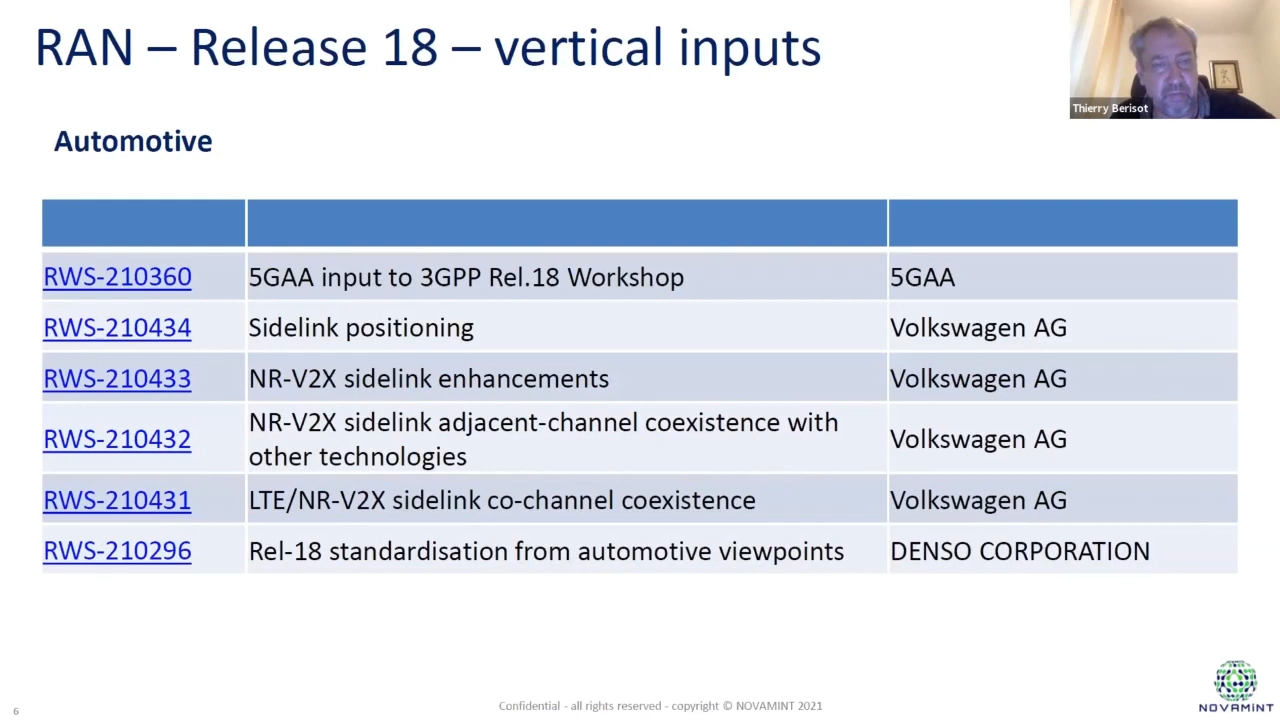 RAN – Release 18 – vertical inputs
Thierry Berisot
Automotive
RWS-210360 5GAA input to 3GPP Rel.18 Workshop 5GAA
RWS-210434 Sidelink positioning Volkswagen AG
RWS-210433 NR-V2X sidelink enhancements Volkswagen AG
RWS-210432 NR-V2X sidelink adjacent-channel coexistence with
other technologies Volkswagen AG
RWS-210431 LTE/NR-V2X sidelink co-channel coexistence Volkswagen AG
RWS-210296 Rel-18 standardisation from automotive viewpoints DENSO CORPORATION
6
Confidential - all rights reserved - copyright © NOVAMINT 2021
NOVAMINT